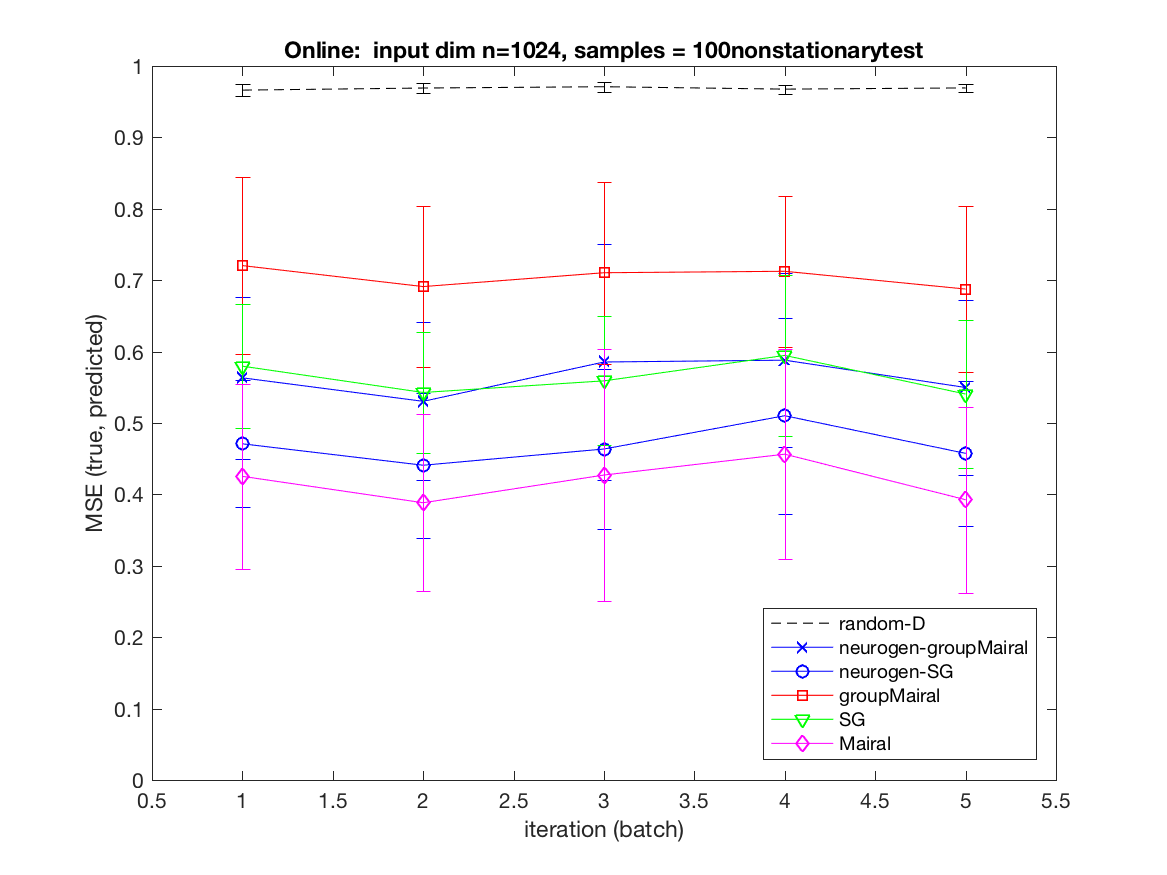 Online:  input dim n=1024, samples = 100nonstationarytest
1
0.9
0.8
0.7
0.6
0.5
0.4
0.3
0.2
0.1
0
MSE (true, predicted)
random-D
neurogen-groupMairal
neurogen-SG
groupMairal
SG
Mairal
0.5 1 1.5 2 2.5 3 3.5 4 4.5 5 5.5
iteration (batch)